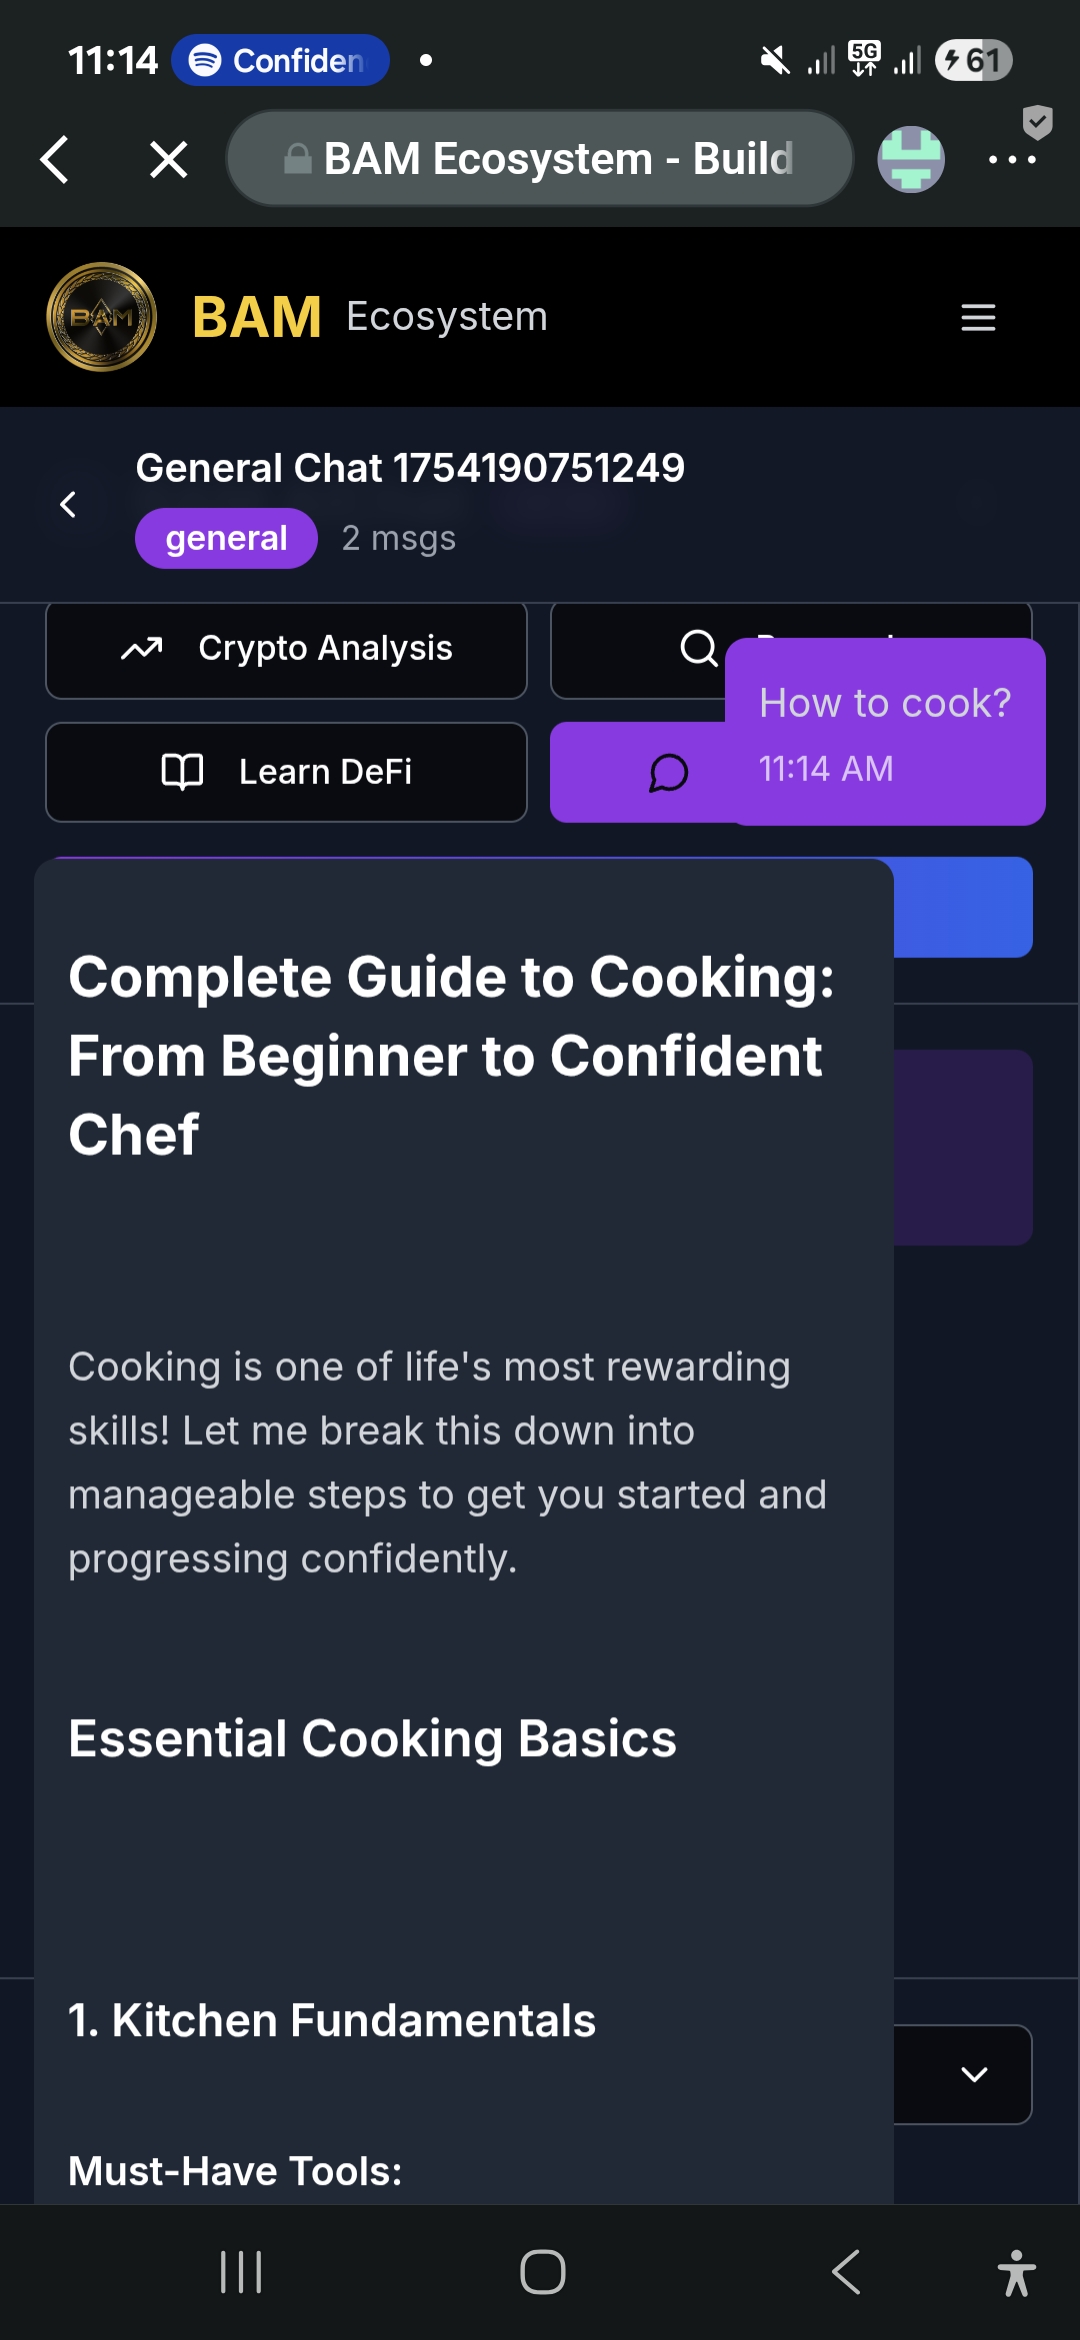 11:14
Confiden
5G
61
BAM Ecosystem - Build
BAM
BAM Ecosystem
General Chat 1754190751249
general
2 msgs
Crypto Analysis
Learn DeFi
How to cook?
11:14 AM
Complete Guide to Cooking:
From Beginner to Confident
Chef
Cooking is one of life's most rewarding
skills! Let me break this down into
manageable steps to get you started and
progressing confidently.
Essential Cooking Basics
1. Kitchen Fundamentals
Must-Have Tools: